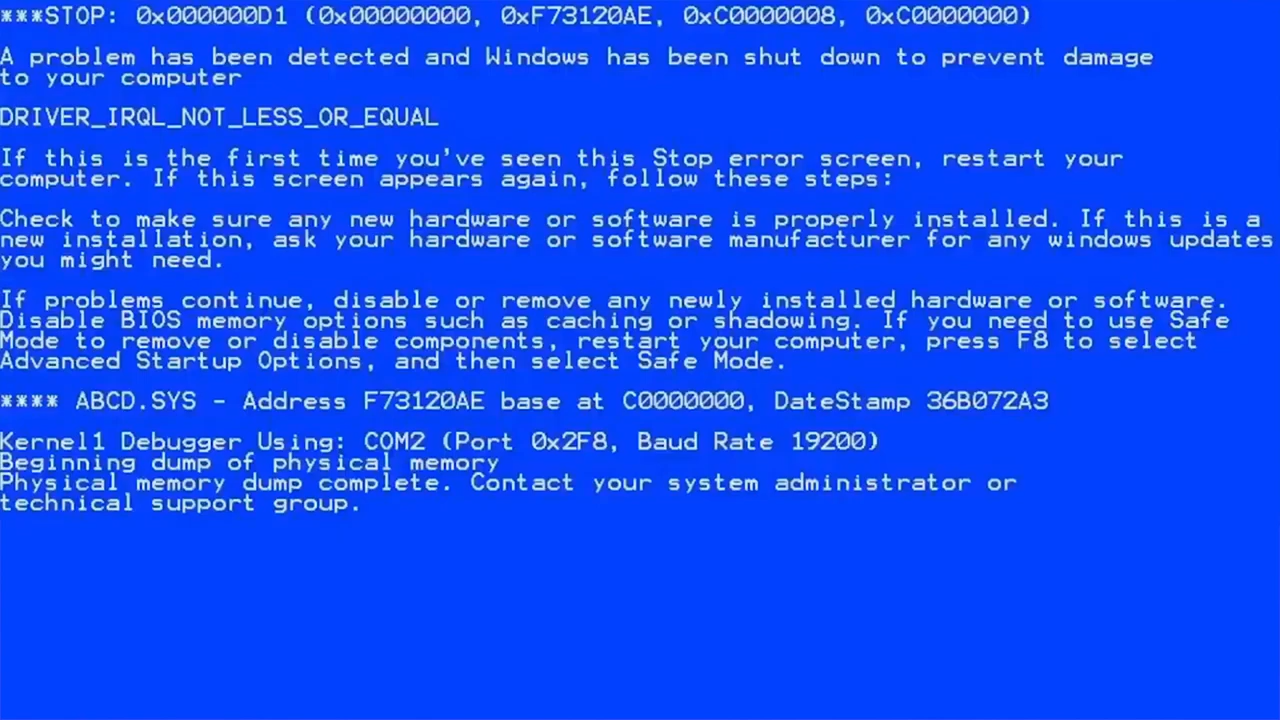 ***STOP: 0x000000D1 (0x00000000, 0xF73120AE, 0xC0000008, 0xC0000000)
A problem has been detected and Windows has been shut down to prevent damage
to your computer
DRIVER_IRQL_NOT_LESS_OR_EQUAL
If this is the first time you've seen this Stop error screen, restart your
computer. If this screen appears again, follow these steps:
Check to make sure any new hardware or software is properly installed. If this is a
new installation, ask your hardware or software manufacturer for any windows updates
you might need.
If problems continue, disable or remove any newly installed hardware or software.
Disable BIOS memory options such as caching or shadowing. If you need to use Safe
Mode to remove or disable components, restart your computer, press F8 to select
Advanced Startup Options, and then select Safe Mode.
**** ABCD.SYS - Address F73120AE base at C0000000, DateStamp 36B072A3
Kernel1 Debugger Using: COM2 (Port 0x2F8, Baud Rate 19200)
Beginning dump of physical memory
Physical memory dump complete. Contact your system administrator or
technical support group.